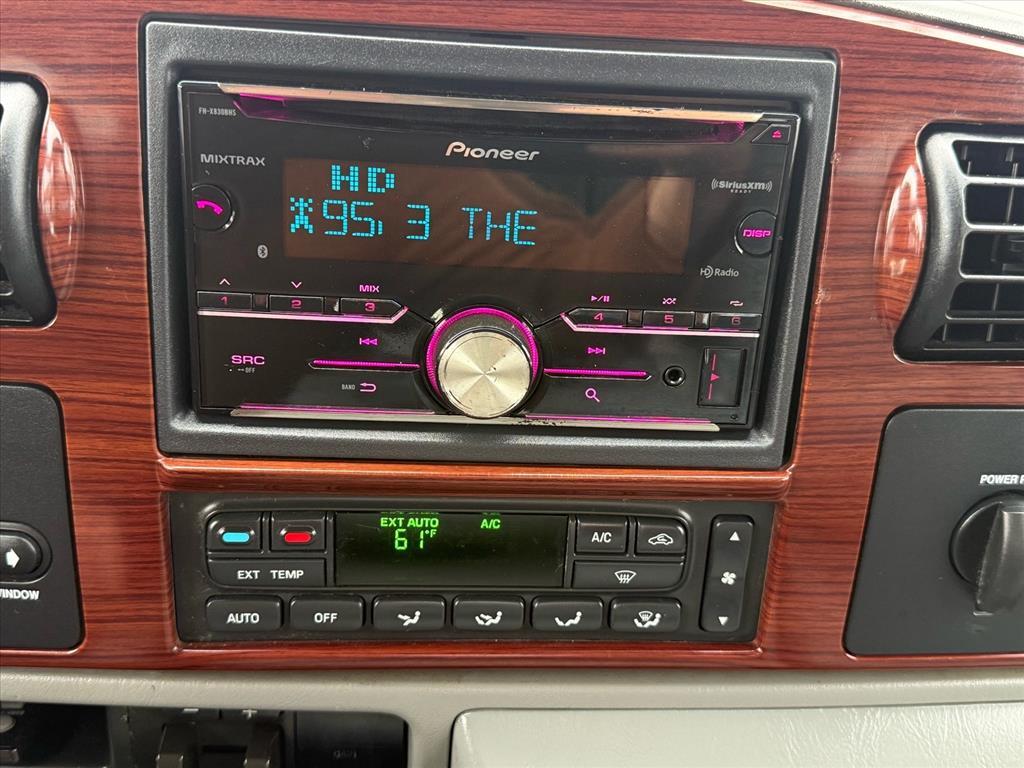 FH-X830BHS
Pioneer
MIXTRAX
((SiriusXM))
READY
HD
95.3 THE
DISP
HD Radio
MIX
1 2 3
4 5 6
SRC
OFF
BAND
EXT AUTO A/C
61°F
A/C
EXT TEMP
AUTO OFF
POWER
WINDOW